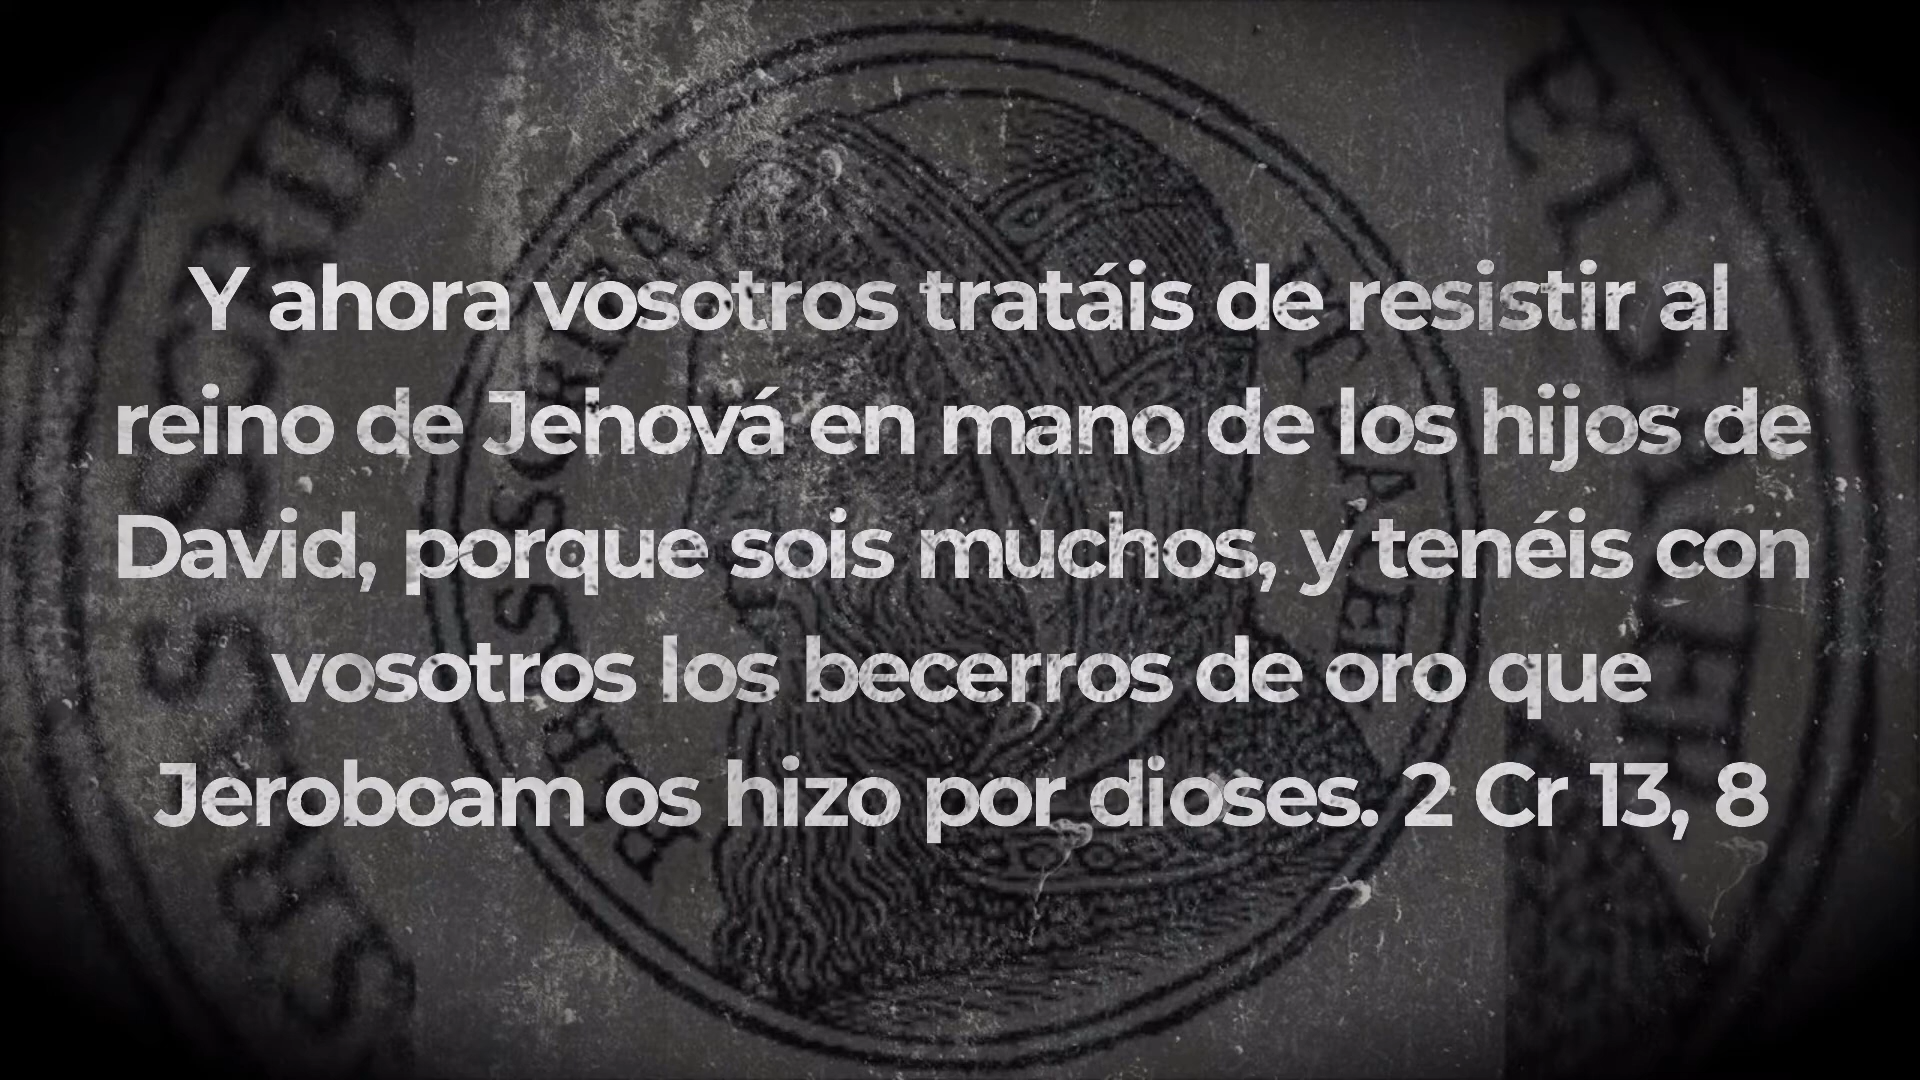 Y ahora vosotros tratáis de resistir al
reino de Jehová en mano de los hijos de
David, porque sois muchos, y tenéis con
vosotros los becerros de oro que
Jeroboam os hizo por dioses. 2 Cr 13, 8